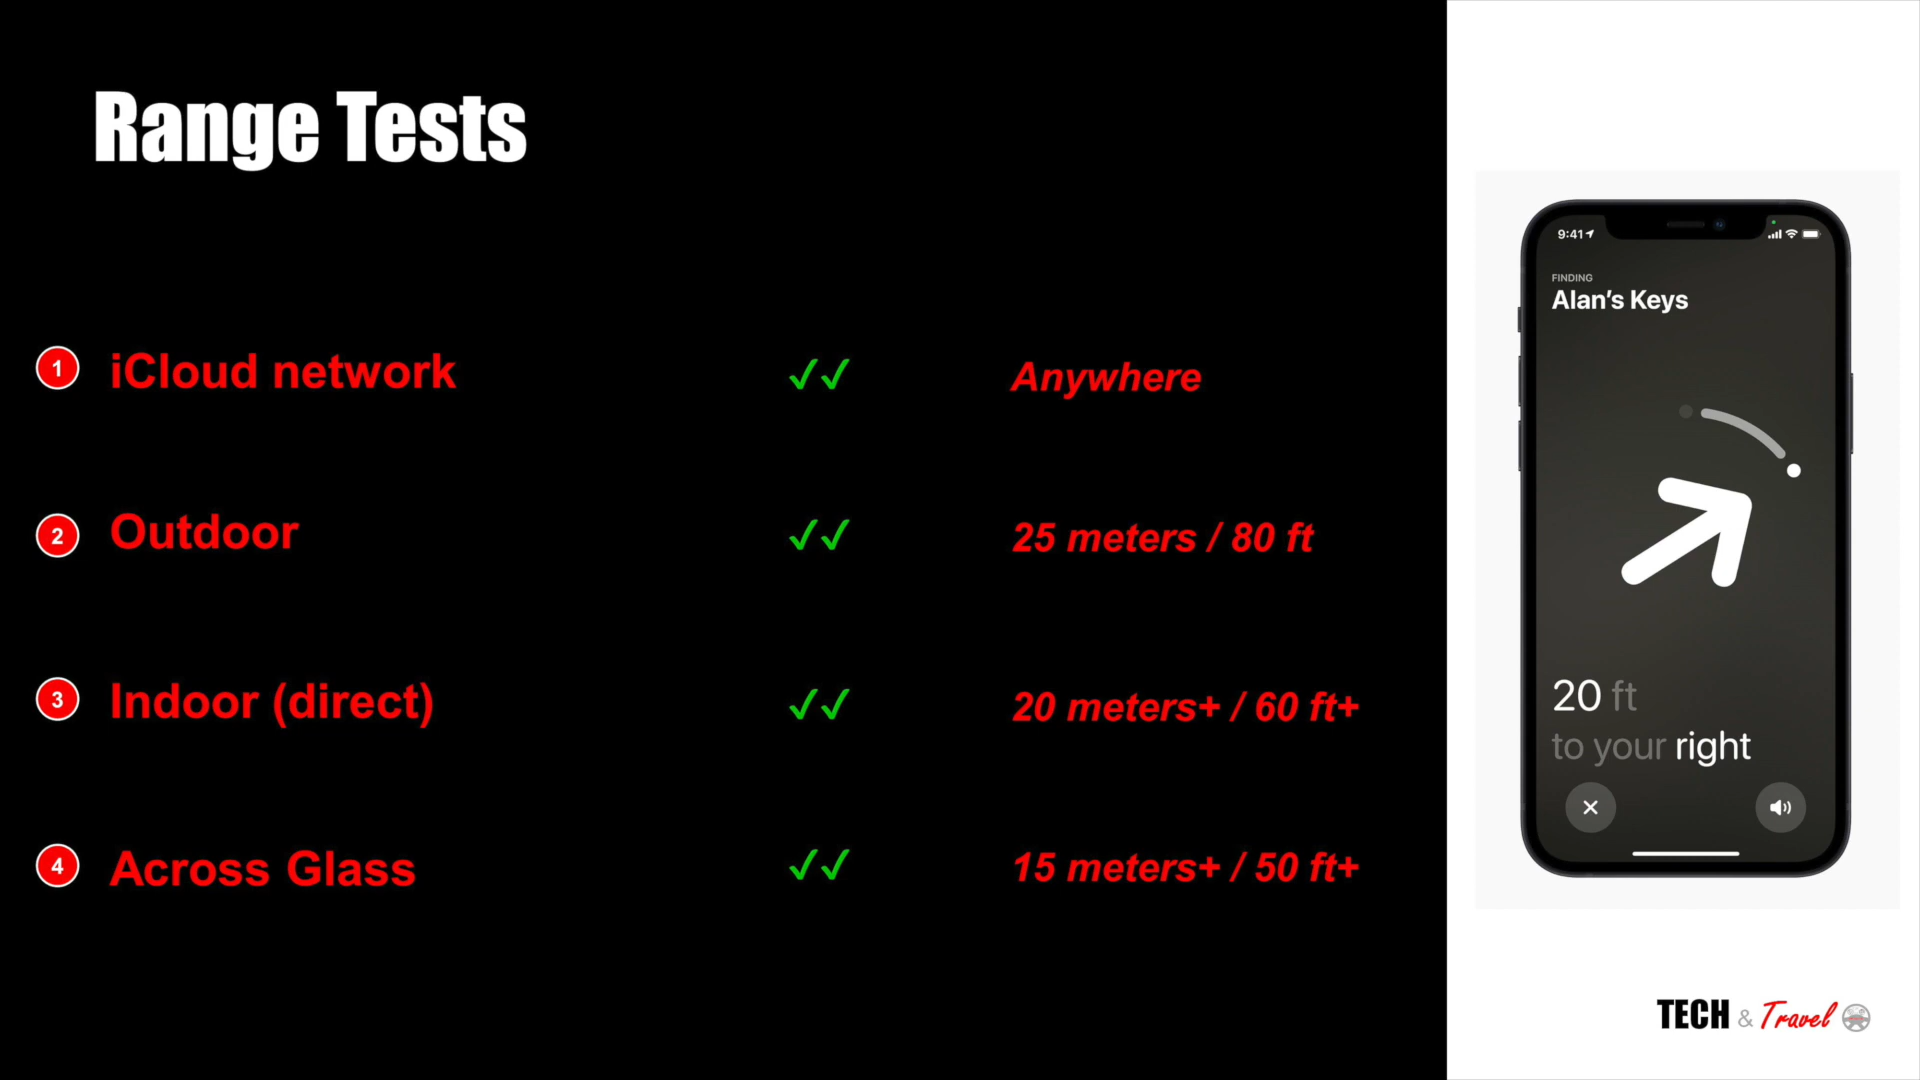 Range Tests
1 iCloud network ✓✓ Anywhere
2 Outdoor ✓✓ 25 meters / 80 ft
3 Indoor (direct) ✓✓ 20 meters+ / 60 ft+
4 Across Glass ✓✓ 15 meters+ / 50 ft+
9:41
FINDING
Alan's Keys
20 ft
to your right
TECH & Travel